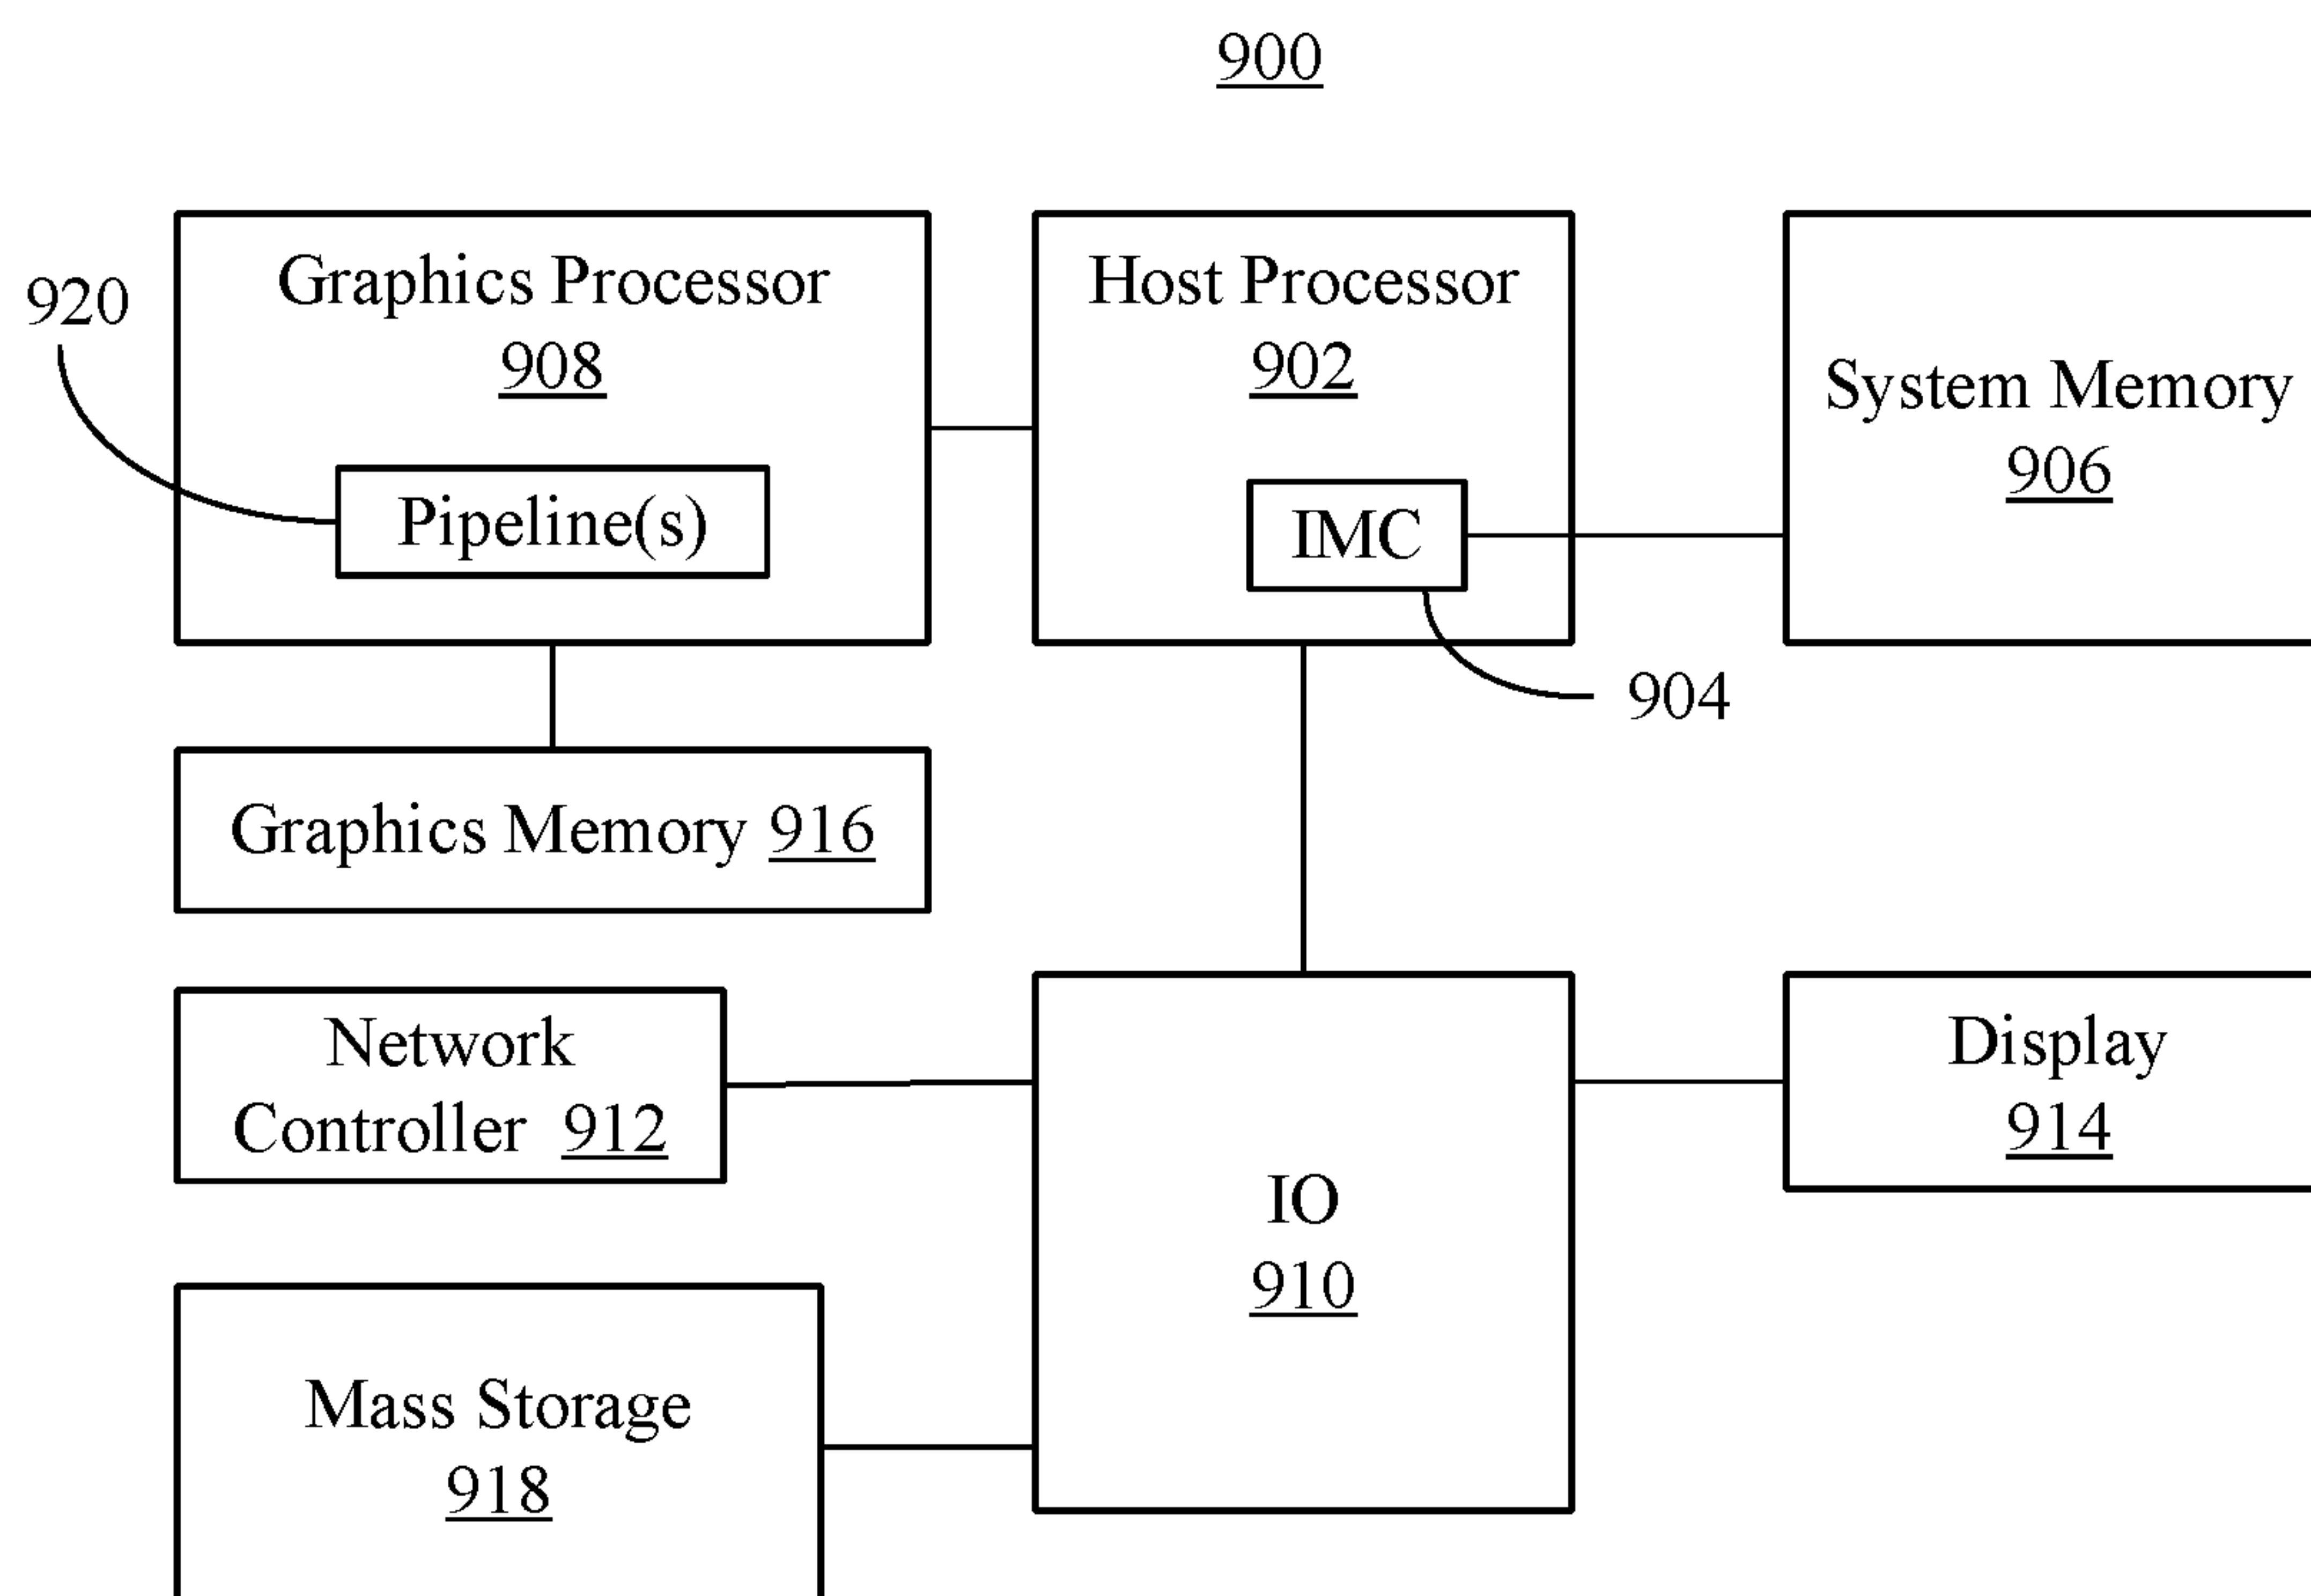 900
920
Graphics Processor
908
Pipeline(s)
Host Processor
902
IMC
904
System Memory
906
Graphics Memory 916
Network
Controller 912
IO
910
Display
914
Mass Storage
918